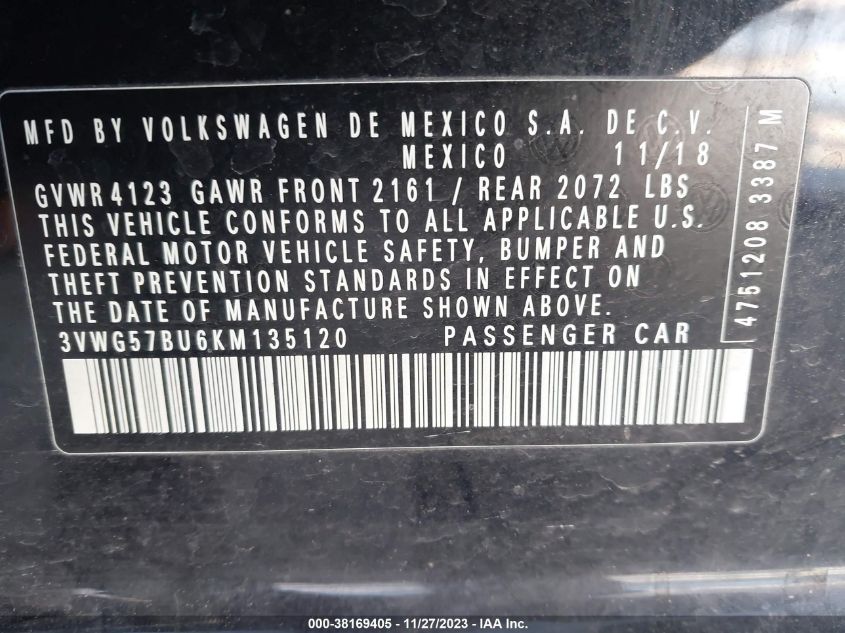 MFD BY VOLKSWAGEN DE MEXICO S.A. DE C.V.
MEXICO 11/18
GVWR 4123 GAWR FRONT 2161 / REAR 2072 LBS
THIS VEHICLE CONFORMS TO ALL APPLICABLE U.S.
FEDERAL MOTOR VEHICLE SAFETY, BUMPER AND
THEFT PREVENTION STANDARDS IN EFFECT ON
THE DATE OF MANUFACTURE SHOWN ABOVE.
3VWG57BU6KM135120 PASSENGER CAR
4751208 3387 M
000-38169405 - 11/27/2023 - IAA Inc.